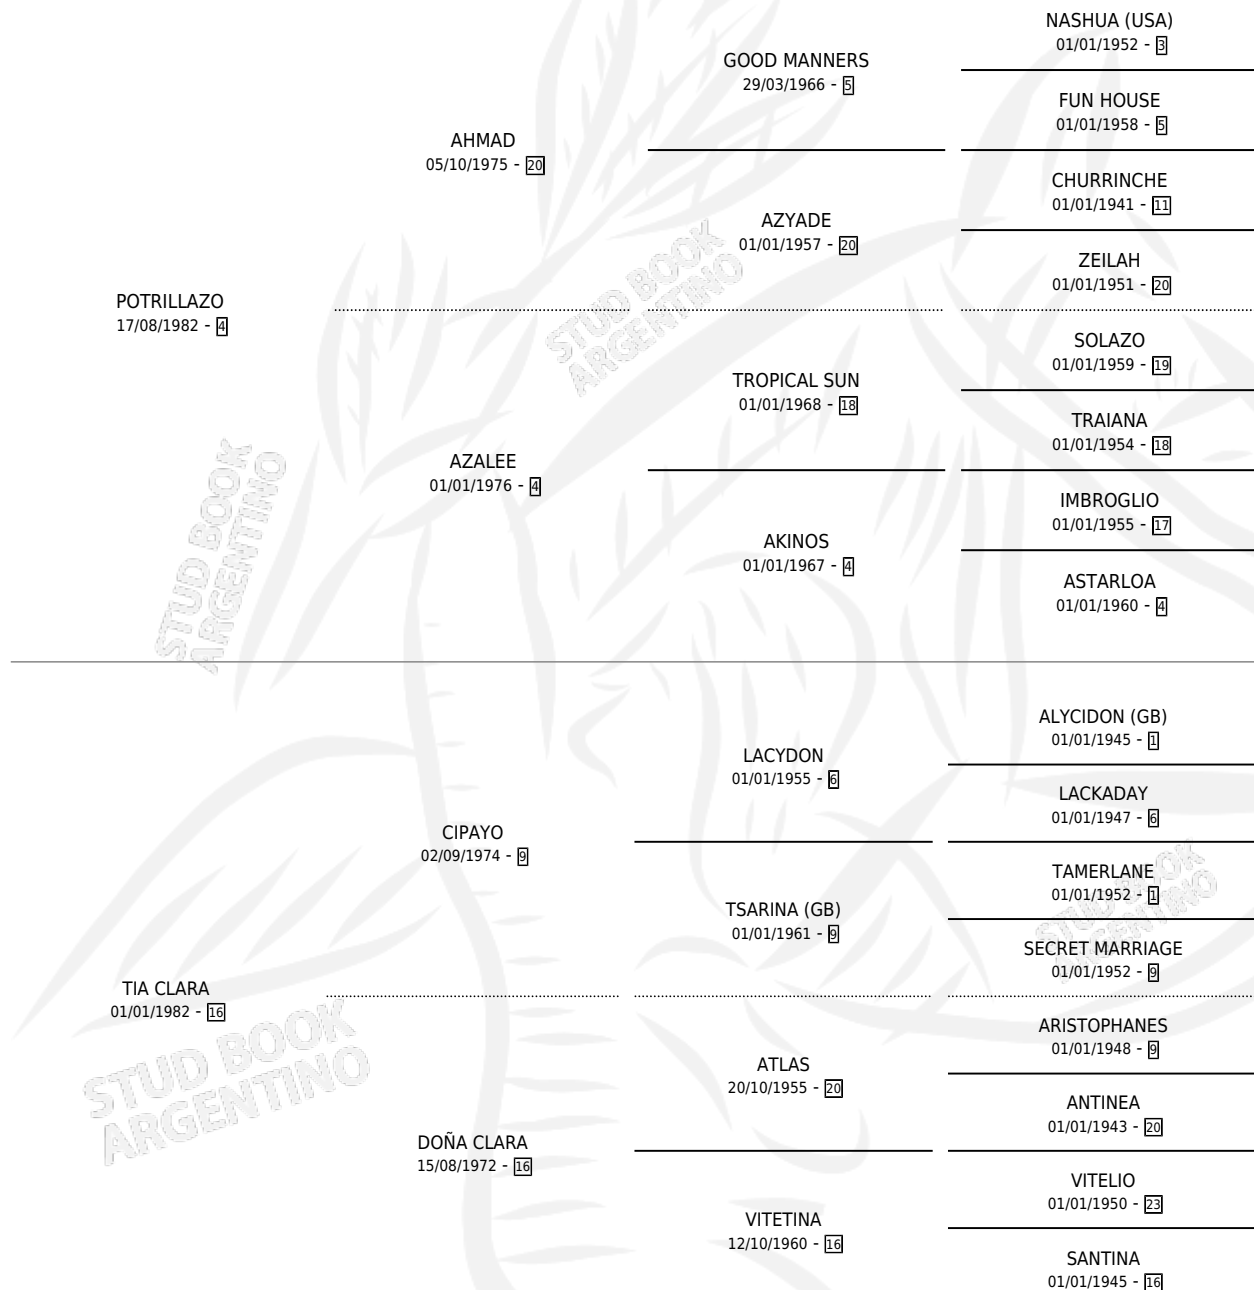 NASHUA (USA)
01/01/1952 - 3
GOOD MANNERS
29/03/1966 - 5
FUN HOUSE
01/01/1958 - 5
AHMAD
05/10/1975 - 20
CHURRINCHE
01/01/1941 - 11
AZYADE
01/01/1957 - 20
ZEILAH
01/01/1951 - 20
POTRILLAZO
17/08/1982 - 4
SOLAZO
01/01/1959 - 19
TROPICAL SUN
01/01/1968 - 18
TRAIANA
01/01/1954 - 18
AZALEE
01/01/1976 - 4
IMBROGLIO
01/01/1955 - 17
AKINOS
01/01/1967 - 4
ASTARLOA
01/01/1960 - 4
STUD BOOK
ARGENTINO
STUD BOOK
ARGENTINO
ALYCIDON (GB)
01/01/1945 - 1
LACYDON
01/01/1955 - 6
LACKADAY
01/01/1947 - 6
CIPAYO
02/09/1974 - 9
TAMERLANE
01/01/1952 - 1
TSARINA (GB)
01/01/1961 - 9
SECRET MARRIAGE
01/01/1952 - 9
TIA CLARA
01/01/1982 - 16
ARISTOPHANES
01/01/1948 - 9
ATLAS
20/10/1955 - 20
ANTINEA
01/01/1943 - 20
DOÑA CLARA
15/08/1972 - 16
VITELIO
01/01/1950 - 23
VITETINA
12/10/1960 - 16
SANTINA
01/01/1945 - 16
STUD BOOK
ARGENTINO
STUD BOOK
ARGENTINO